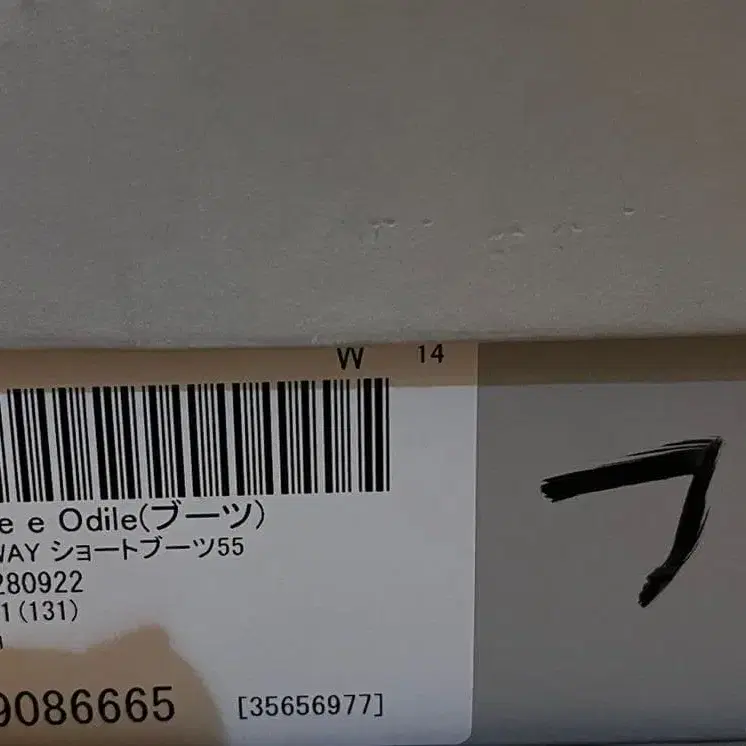 W 14
e e Odile(ブーツ)
WAY ショートブーツ55
280922
1(131)
9086665 [35656977]
フ